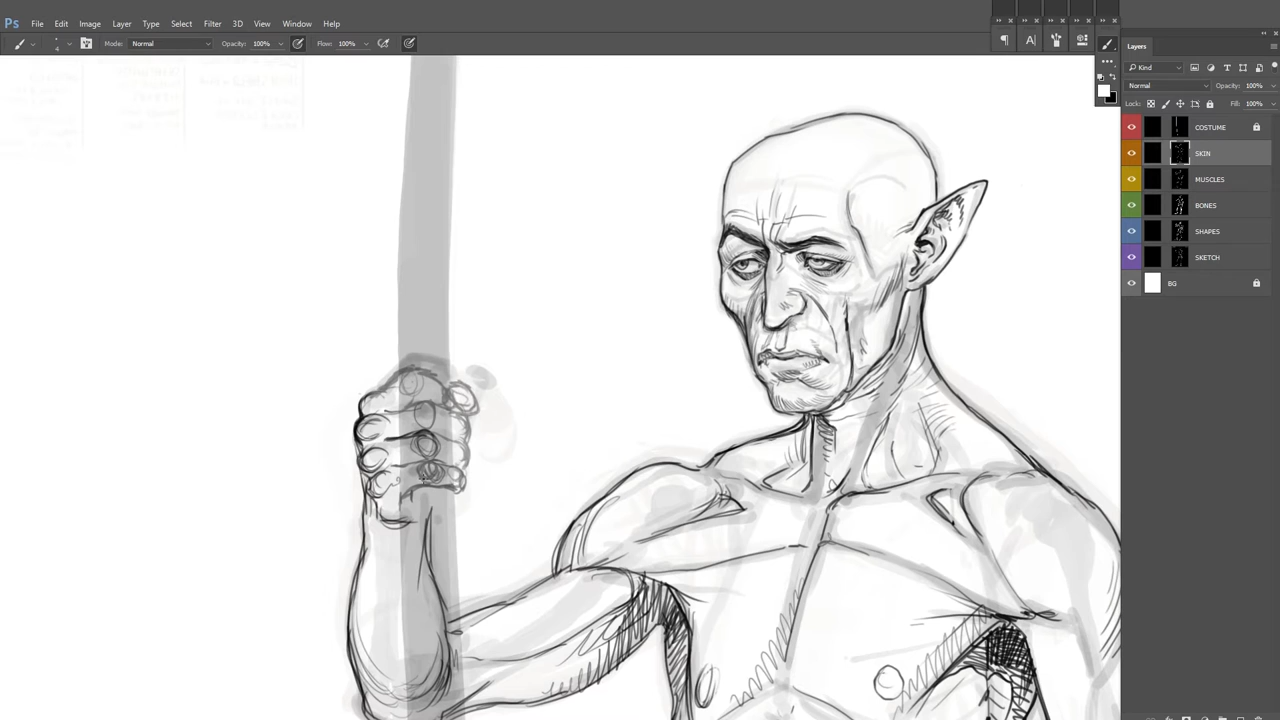 Ps File Edit Image Layer Type Select Filter 3D View Window Help
4 Mode: Normal Opacity: 100% Flow: 100%
Layers
Kind
Normal Opacity: 100%
Lock: Fill: 100%
COSTUME
SKIN
MUSCLES
BONES
SHAPES
SKETCH
BG